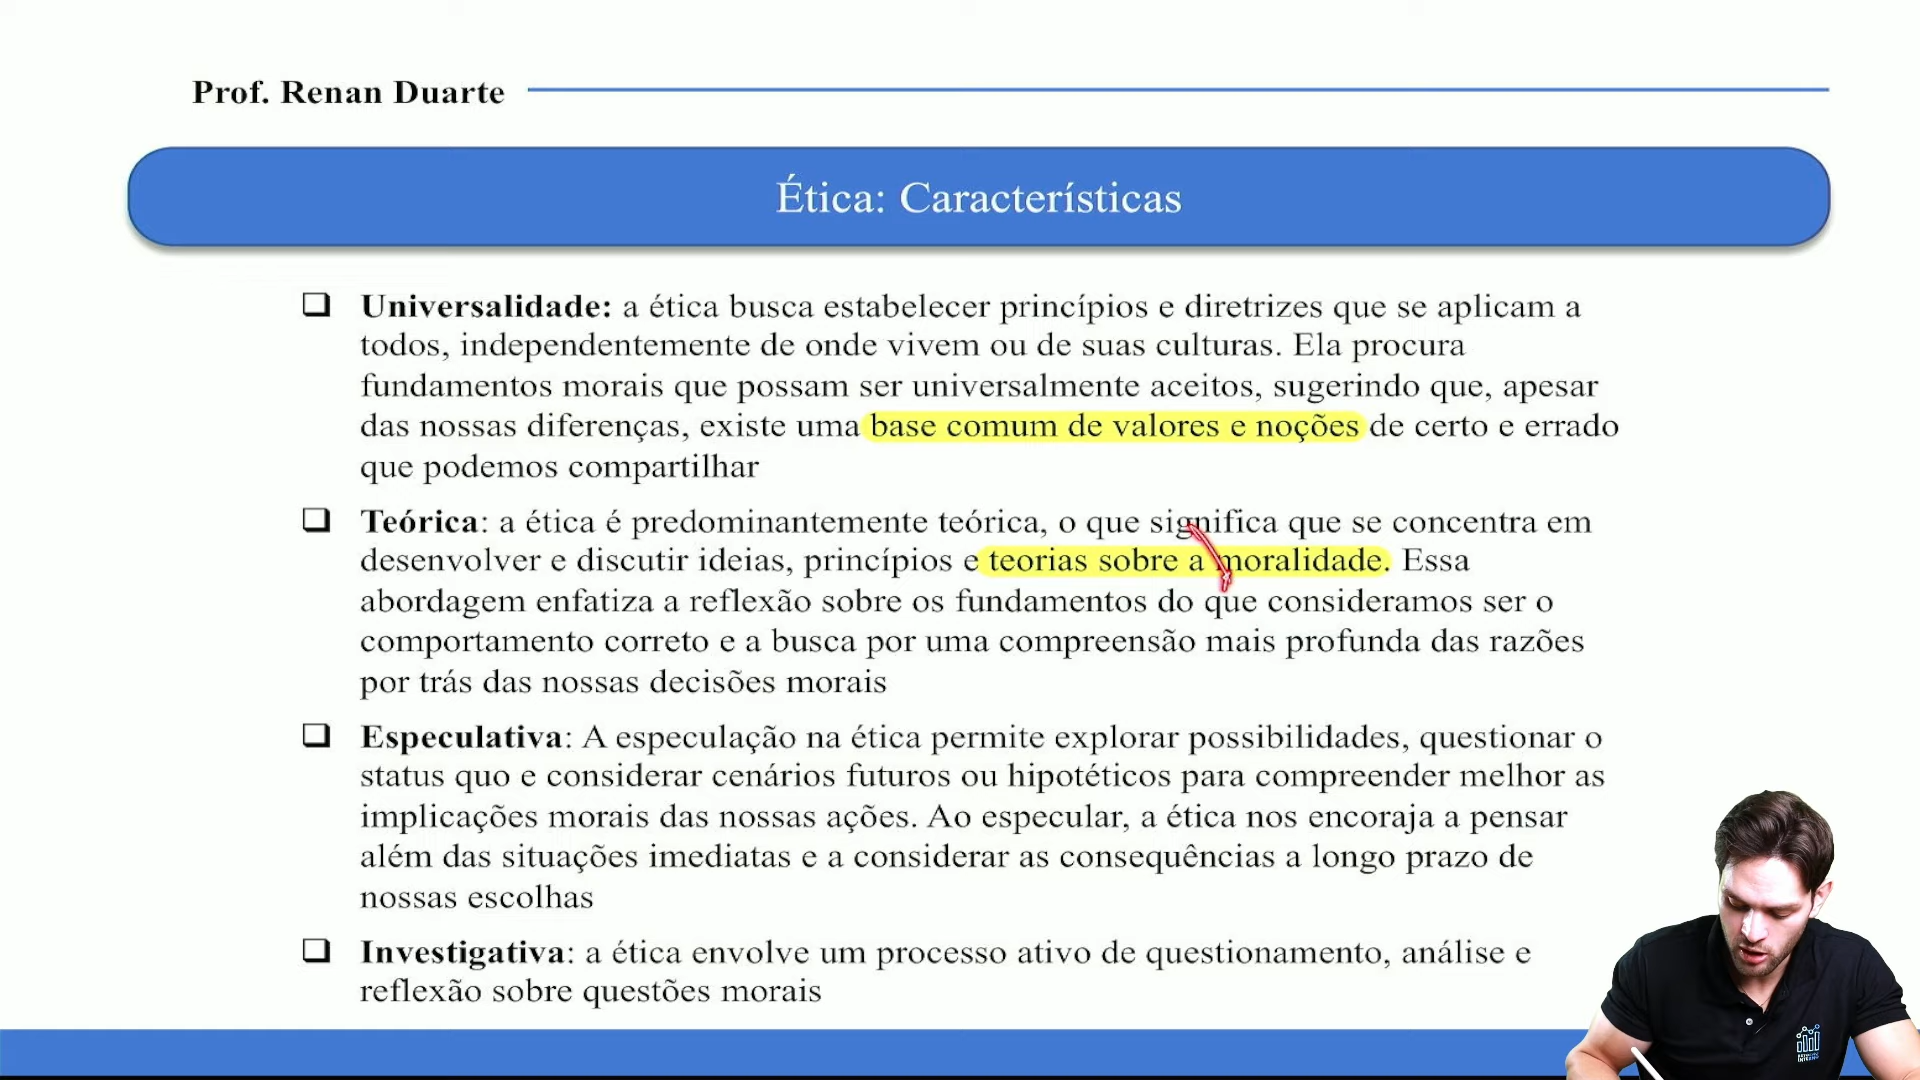 Prof. Renan Duarte
Ética: Características
❑ Universalidade: a ética busca estabelecer princípios e diretrizes que se aplicam a
todos, independentemente de onde vivem ou de suas culturas. Ela procura
fundamentos morais que possam ser universalmente aceitos, sugerindo que, apesar
das nossas diferenças, existe uma base comum de valores e noções de certo e errado
que podemos compartilhar
❑ Teórica: a ética é predominantemente teórica, o que significa que se concentra em
desenvolver e discutir ideias, princípios e teorias sobre a moralidade. Essa
abordagem enfatiza a reflexão sobre os fundamentos do que consideramos ser o
comportamento correto e a busca por uma compreensão mais profunda das razões
por trás das nossas decisões morais
❑ Especulativa: A especulação na ética permite explorar possibilidades, questionar o
status quo e considerar cenários futuros ou hipotéticos para compreender melhor as
implicações morais das nossas ações. Ao especular, a ética nos encoraja a pensar
além das situações imediatas e a considerar as consequências a longo prazo de
nossas escolhas
❑ Investigativa: a ética envolve um processo ativo de questionamento, análise e
reflexão sobre questões morais